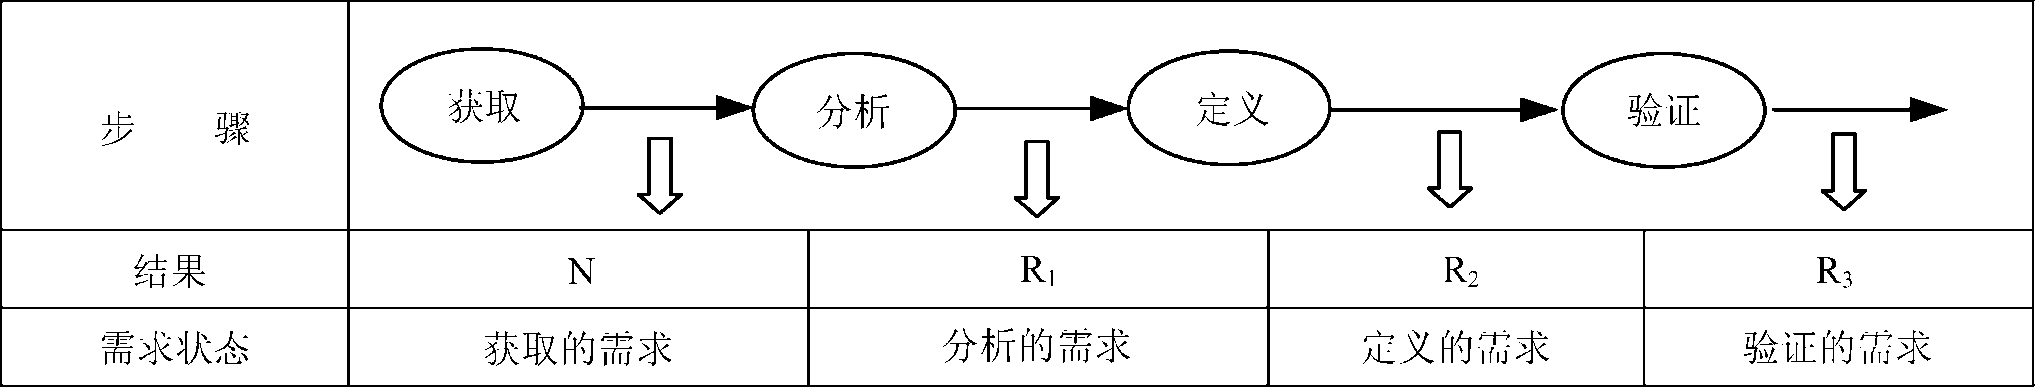 步 骤 获取 分析 定义 验证
结果 N R₁ R₂ R₃
需求状态 获取的需求 分析的需求 定义的需求 验证的需求